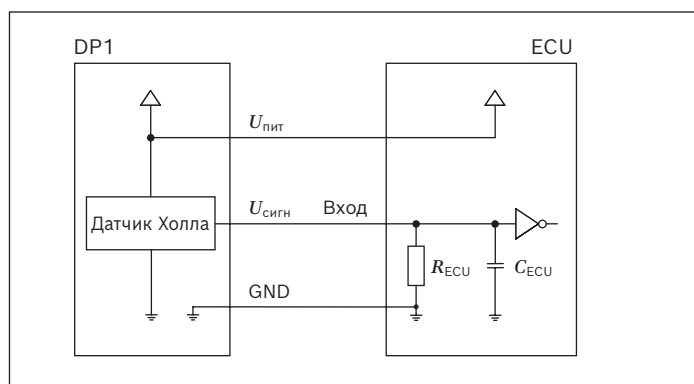 DP1
ECU
Uпит
Датчик Холла
Uсигн
Вход
RECU
CECU
GND